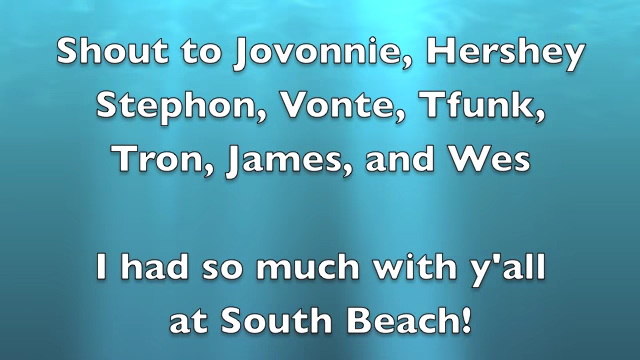 Shout to Jovonnie, Hershey
Stephon, Vonte, Tfunk,
Tron, James, and Wes
I had so much with y'all
at South Beach!